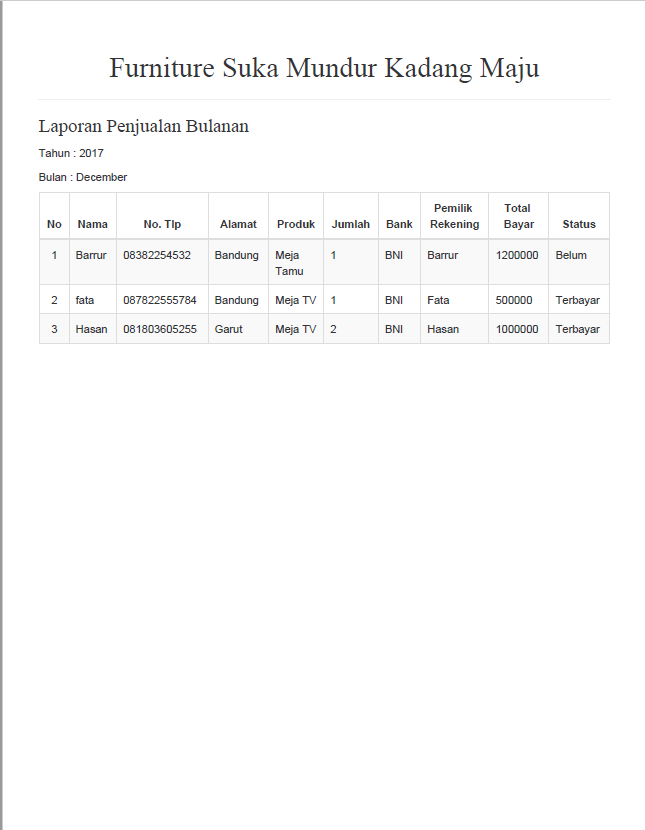 Furniture Suka Mundur Kadang Maju
Laporan Penjualan Bulanan
Tahun : 2017
Bulan : December
No Nama No. Tlp Alamat Produk Jumlah Bank Pemilik Rekening Total Bayar Status
1 Barrur 08382254532 Bandung Meja Tamu 1 BNI Barrur 1200000 Belum
2 fata 087822555784 Bandung Meja TV 1 BNI Fata 500000 Terbayar
3 Hasan 081803605255 Garut Meja TV 2 BNI Hasan 1000000 Terbayar